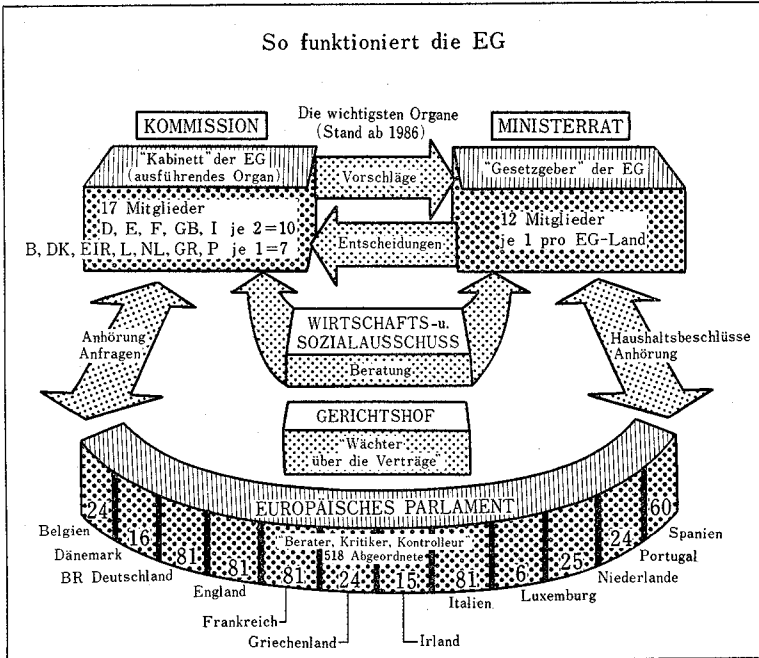 So funktioniert die EG
Die wichtigsten Organe
(Stand ab 1986)
KOMMISSION
"Kabinett" der EG
(ausführendes Organ)
17 Mitglieder
D, E, F, GB, I je 2=10
B, DK, EIR, L, NL, GR, P je 1=7
Vorschläge
Entscheidungen
MINISTERRAT
"Gesetzgeber" der EG
12 Mitglieder
je 1 pro EG-Land
Anhörung
Anfragen
WIRTSCHAFTS-u.
SOZIALAUSSCHUSS
Beratung
Haushaltsbeschlüsse
Anhörung
GERICHTSHOF
"Wächter
über die Verträge"
EUROPÄISCHES PARLAMENT
"Berater, Kritiker, Kontrolleur"
518 Abgeordnete
24
16
81
81
81
24
15
81
6
25
24
60
Belgien
Dänemark
BR Deutschland
England
Frankreich
Griechenland
Irland
Italien
Luxemburg
Niederlande
Portugal
Spanien